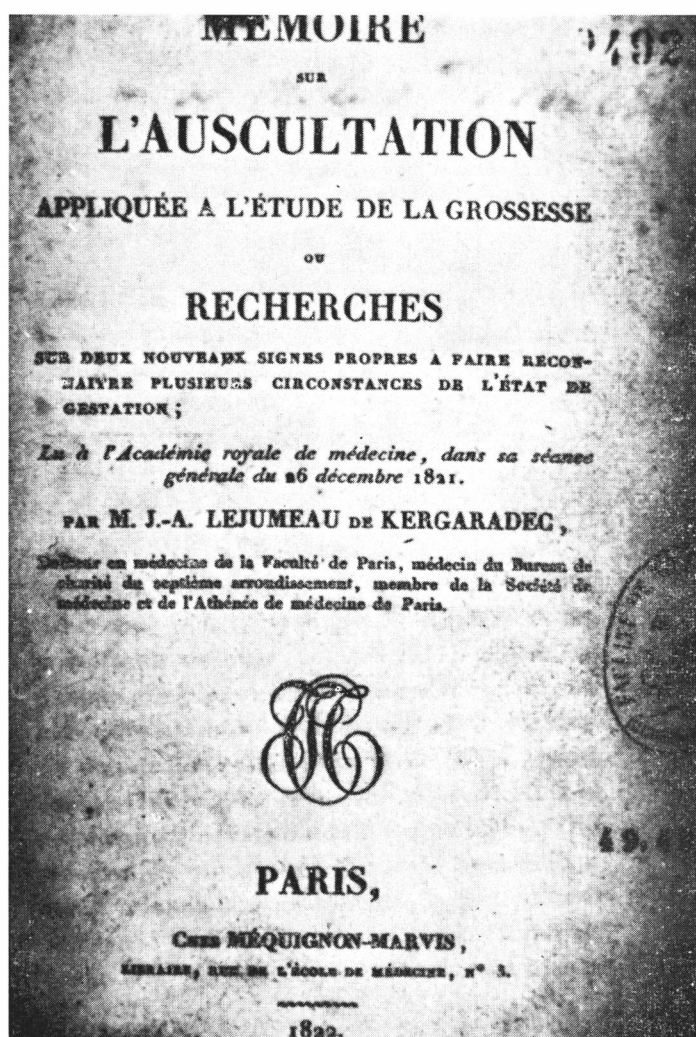 MÉMOIRE
9492
SUR
L'AUSCULTATION
APPLIQUÉE A L'ÉTUDE DE LA GROSSESSE
OU
RECHERCHES
SUR DEUX NOUVEAUX SIGNES PROPRES A FAIRE RECON-
NAITRE PLUSIEURS CIRCONSTANCES DE L'ÉTAT DE
GESTATION;
Lu à l'Académie royale de médecine, dans sa séance
générale du 26 décembre 1821.
PAR M. J.-A. LEJUMEAU DE KERGARADEC,
Docteur en médecine de la Faculté de Paris, médecin du Bureau de
charité du septième arrondissement, membre de la Société de
médecine et de l'Athénée de médecine de Paris.
FACULTÉ DE
PARIS,
CHEZ MÉQUIGNON-MARVIS,
LIBRAIRE, RUE DE L'ÉCOLE DE MÉDECINE, N° 3.
1822.